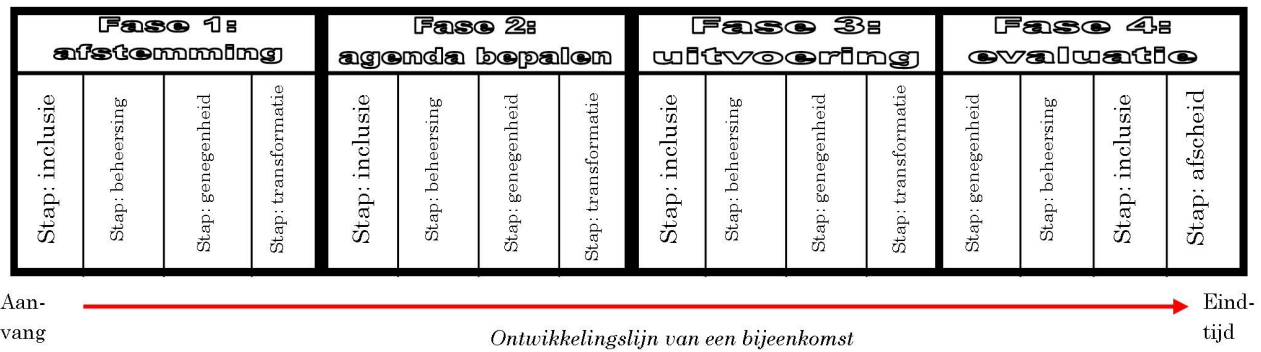 Fase 1:
afstemming
Fase 2:
agenda bepalen
Fase 3:
uitvoering
Fase 4:
evaluatie
Stap: inclusie
Stap: beheersing
Stap: genegenheid
Stap: transformatie
Stap: inclusie
Stap: beheersing
Stap: genegenheid
Stap: transformatie
Stap: inclusie
Stap: beheersing
Stap: genegenheid
Stap: transformatie
Stap: genegenheid
Stap: beheersing
Stap: inclusie
Stap: afscheid
Aan-
vang
Ontwikkelingslijn van een bijeenkomst
Eind-
tijd